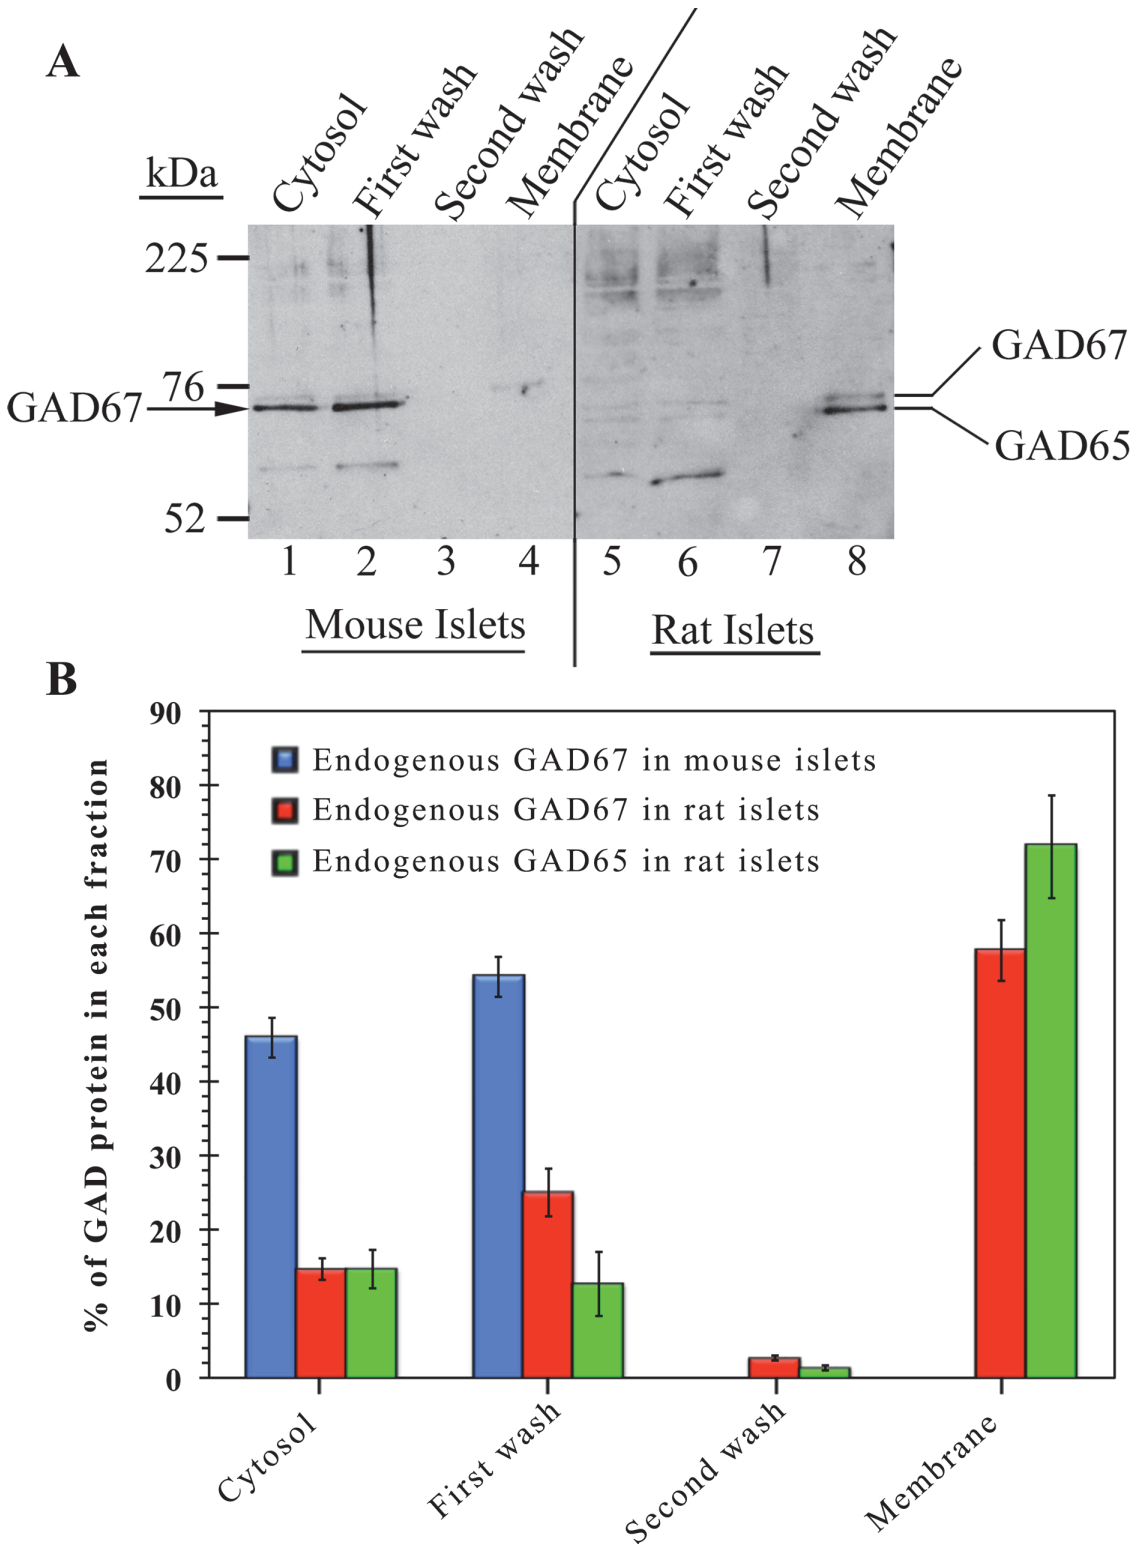 A
kDa
Cytosol
First wash
Second wash
Membrane
Cytosol
First wash
Second wash
Membrane
225
76
GAD67
52
GAD67
GAD65
1 2 3 4 5 6 7 8
Mouse Islets
Rat Islets
B
% of GAD protein in each fraction
90
80
70
60
50
40
30
20
10
0
Endogenous GAD67 in mouse islets
Endogenous GAD67 in rat islets
Endogenous GAD65 in rat islets
Cytosol
First wash
Second wash
Membrane